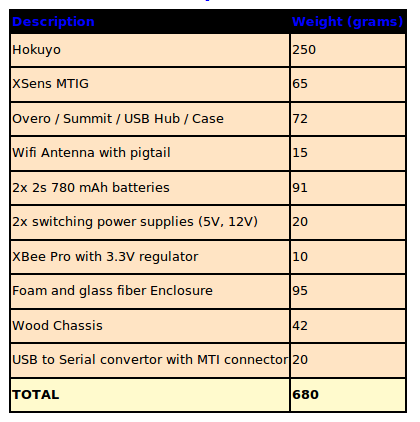 Description Weight (grams)
Hokuyo 250
XSens MTIG 65
Overo / Summit / USB Hub / Case 72
Wifi Antenna with pigtail 15
2x 2s 780 mAh batteries 91
2x switching power supplies (5V, 12V) 20
XBee Pro with 3.3V regulator 10
Foam and glass fiber Enclosure 95
Wood Chassis 42
USB to Serial convertor with MTI connector 20
TOTAL 680